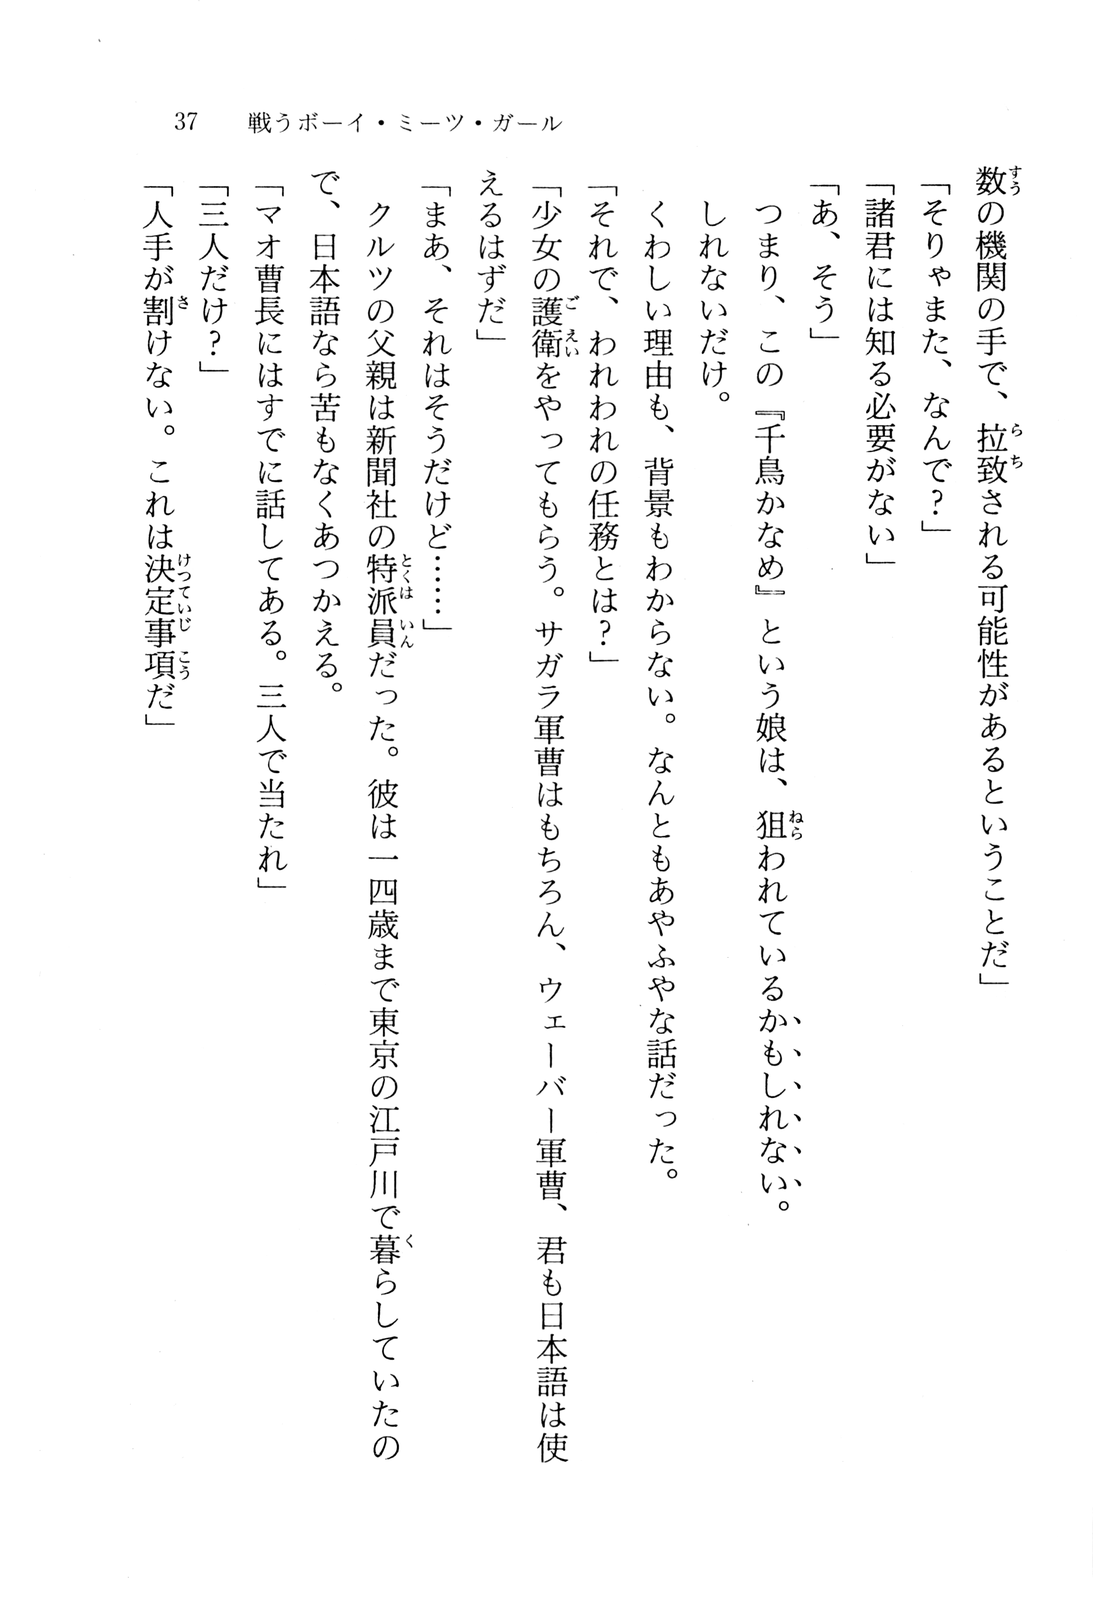 37　戦うボーイ・ミーツ・ガール
数の機関の手で、拉致される可能性があるということだ」
「そりゃまた、なんで？」
「諸君には知る必要がない」
「あ、そう」
　つまり、この『千鳥かなめ』という娘は、狙われているかもしれない。
　しれないだけ。
　くわしい理由も、背景もわからない。なんともあやふやな話だった。
「それで、われわれの任務とは？」
「少女の護衛をやってもらう。サガラ軍曹はもちろん、ウェーバー軍曹、君も日本語は使
えるはずだ」
「まあ、それはそうだけど……」
　クルツの父親は新聞社の特派員だった。彼は一四歳まで東京の江戸川で暮らしていたの
で、日本語なら苦もなくあつかえる。
「マオ曹長にはすでに話してある。三人で当たれ」
「三人だけ？」
「人手が割けない。これは決定事項だ」